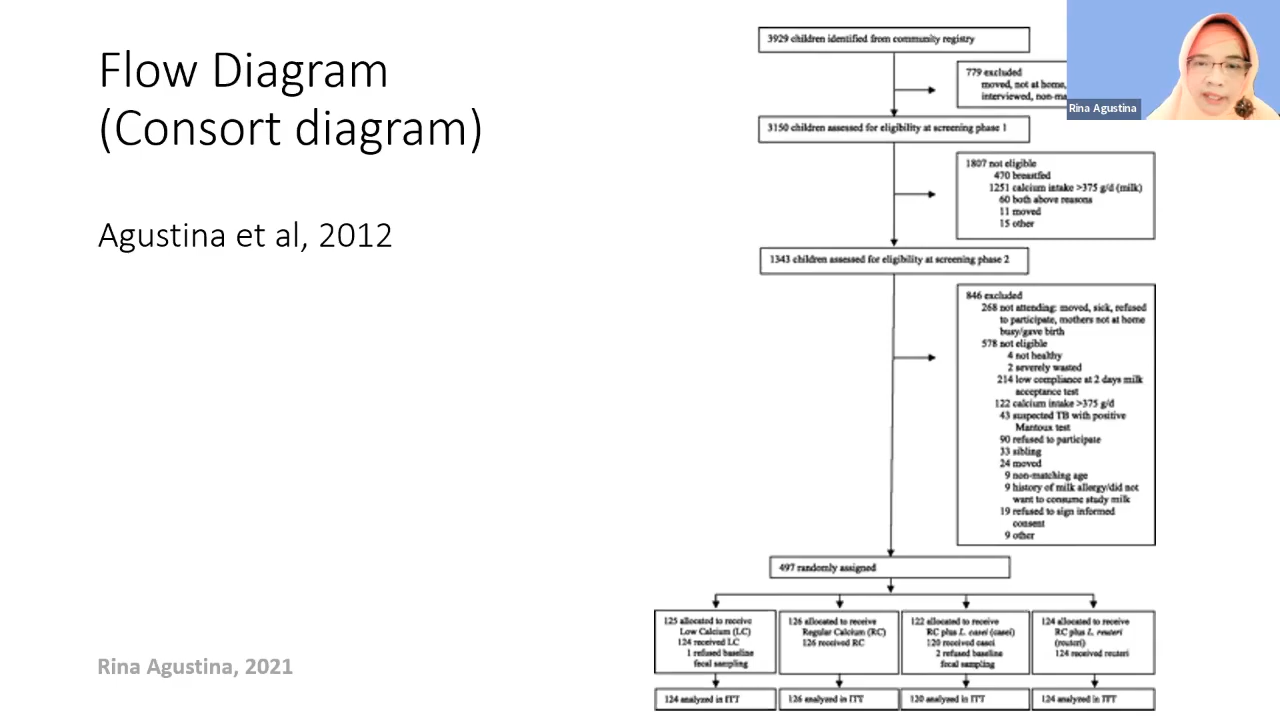 Flow Diagram
(Consort diagram)
Agustina et al, 2012
Rina Agustina, 2021
3929 children identified from community registry
779 excluded
moved, not at home,
interviewed, non-ma
Rina Agustina
3150 children assessed for eligibility at screening phase 1
1807 not eligible
470 breastfed
1251 calcium intake >375 g/d (milk)
60 both above reasons
11 moved
15 other
1343 children assessed for eligibility at screening phase 2
846 excluded
268 not attending: moved, sick, refused
to participate, mothers not at home
busy/gave birth
578 not eligible
4 not healthy
2 severely wasted
214 low compliance at 2 days milk
acceptance test
122 calcium intake >375 g/d
43 suspected TB with positive
Mantoux test
90 refused to participate
33 sibling
24 moved
9 non-matching age
9 history of milk allergy/did not
want to consume study milk
19 refused to sign informed
consent
9 other
497 randomly assigned
125 allocated to receive
Low Calcium (LC)
124 received LC
1 refused baseline
fecal sampling
126 allocated to receive
Regular Calcium (RC)
126 received RC
122 allocated to receive
RC plus L. casei (casei)
120 received casei
2 refused baseline
fecal sampling
124 allocated to receive
RC plus L. reuteri
(reuteri)
124 received reuteri
124 analyzed in ITT
126 analyzed in ITT
120 analyzed in ITT
124 analyzed in ITT